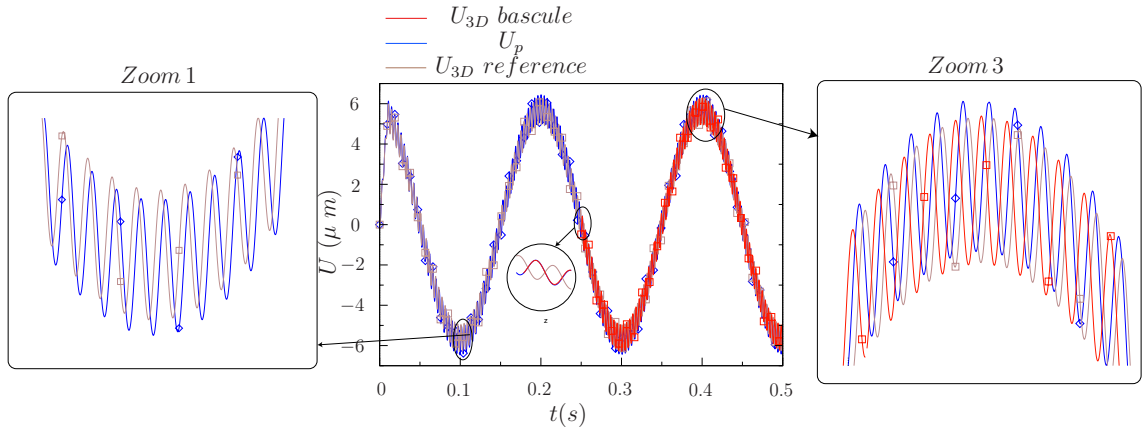 U3D bascule
Up
U3D reference
Zoom 1
Zoom 3
U (μ m)
6
4
2
0
−2
−4
−6
z
0 0.1 0.2 0.3 0.4 0.5
t(s)